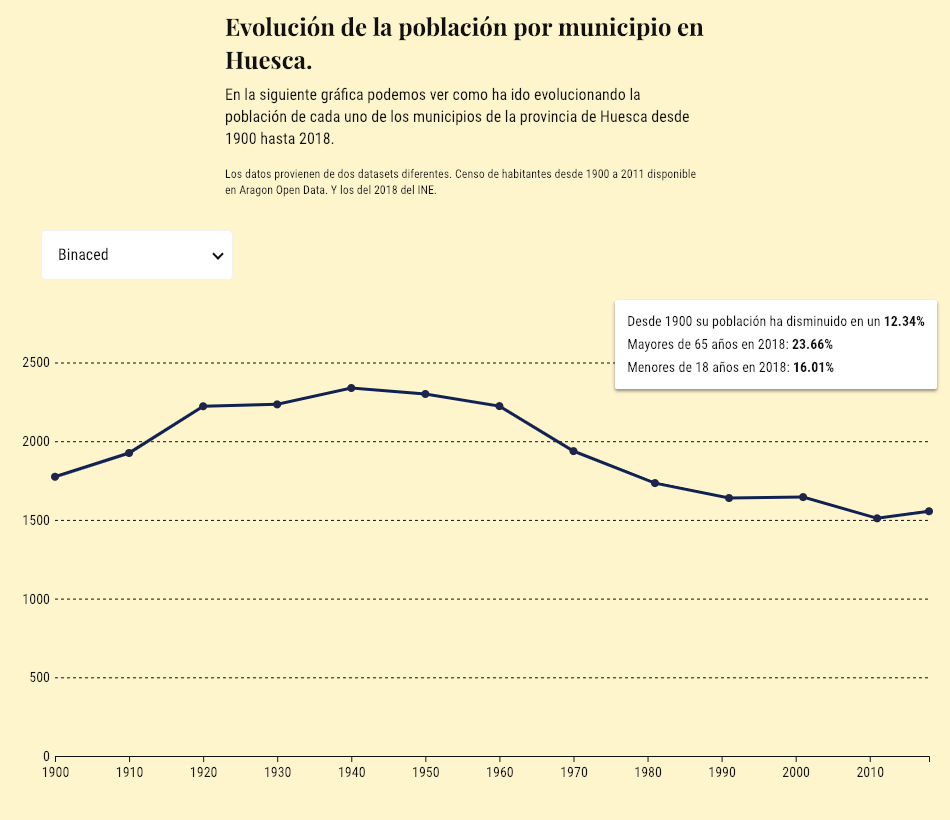 Evolución de la población por municipio en
Huesca.
En la siguiente gráfica podemos ver como ha ido evolucionando la
población de cada uno de los municipios de la provincia de Huesca desde
1900 hasta 2018.
Los datos provienen de dos datasets diferentes. Censo de habitantes desde 1900 a 2011 disponible
en Aragon Open Data. Y los del 2018 del INE.
Binaced
Desde 1900 su población ha disminuido en un 12.34%
Mayores de 65 años en 2018: 23.66%
Menores de 18 años en 2018: 16.01%
2500
2000
1500
1000
500
0
1900 1910 1920 1930 1940 1950 1960 1970 1980 1990 2000 2010